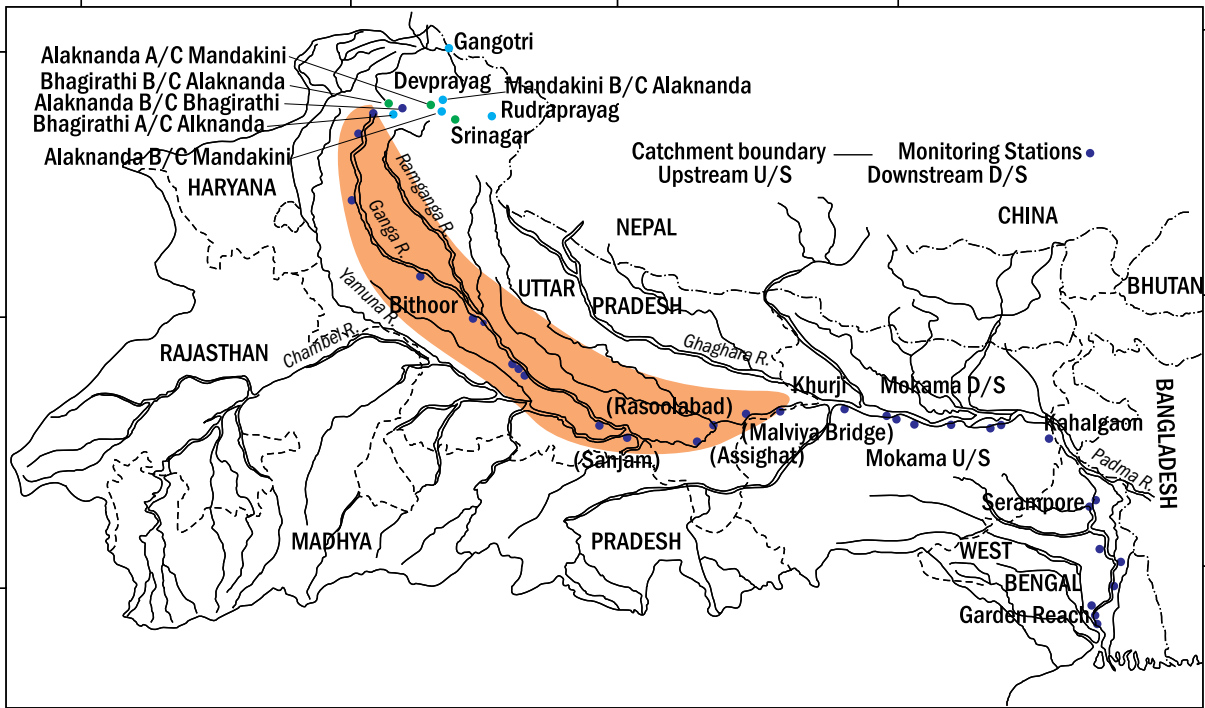 Gangotri
Alaknanda A/C Mandakini
Bhagirathi B/C Alaknanda
Devprayag
Mandakini B/C Alaknanda
Alaknanda B/C Bhagirathi
Rudraprayag
Bhagirathi A/C Alknanda
Srinagar
Alaknanda B/C Mandakini
Catchment boundary
Monitoring Stations
Upstream U/S
Downstream D/S
HARYANA
Ramganga R.
Ganga R.
NEPAL
CHINA
BHUTAN
UTTAR
PRADESH
Bithoor
Yamuna R.
RAJASTHAN
Chambel R.
Ghaghara R.
Khurji
Mokama D/S
BANGLADESH
(Rasoolabad)
Kahalgaon
(Malviya Bridge)
(Sanjam)
(Assighat)
Mokama U/S
Padma R.
Serampore
MADHYA
PRADESH
WEST
BENGAL
Garden Reach